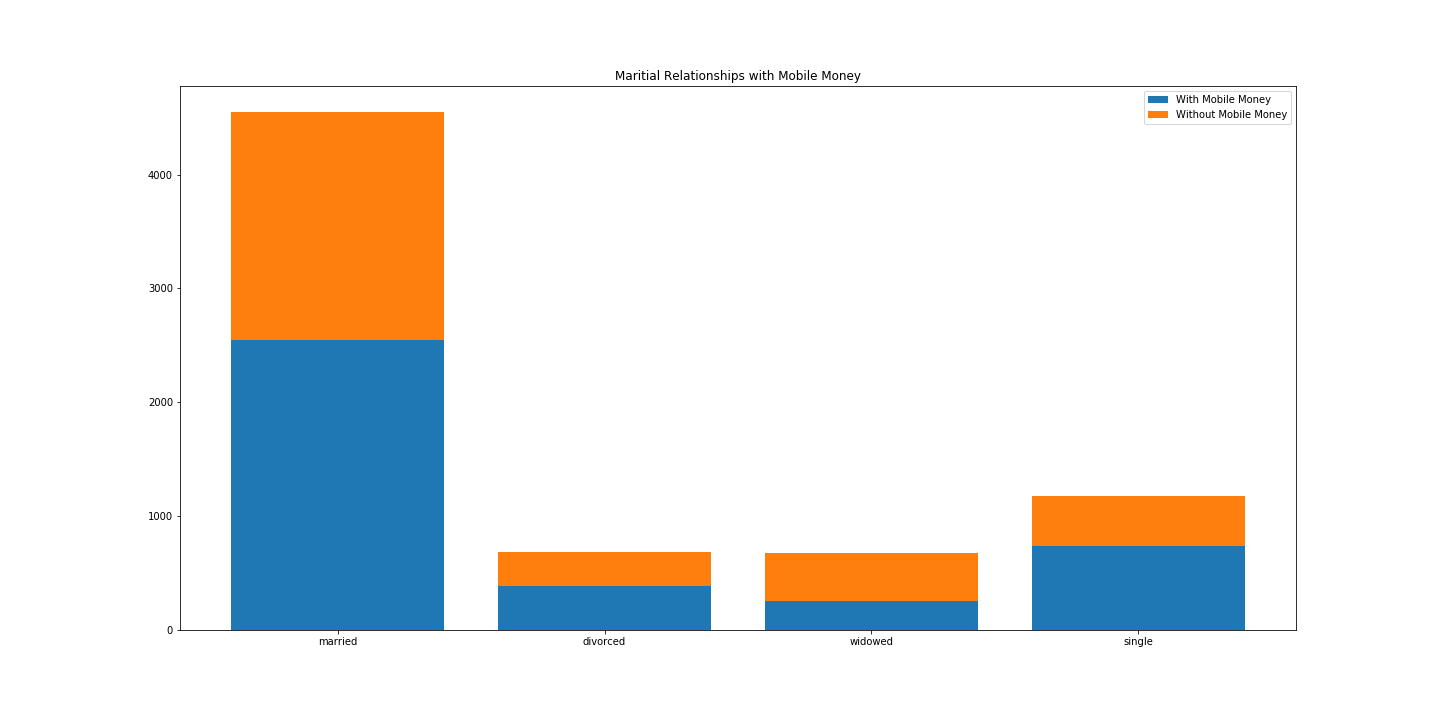 Maritial Relationships with Mobile Money
With Mobile Money
Without Mobile Money
4000
3000
2000
1000
0
married divorced widowed single